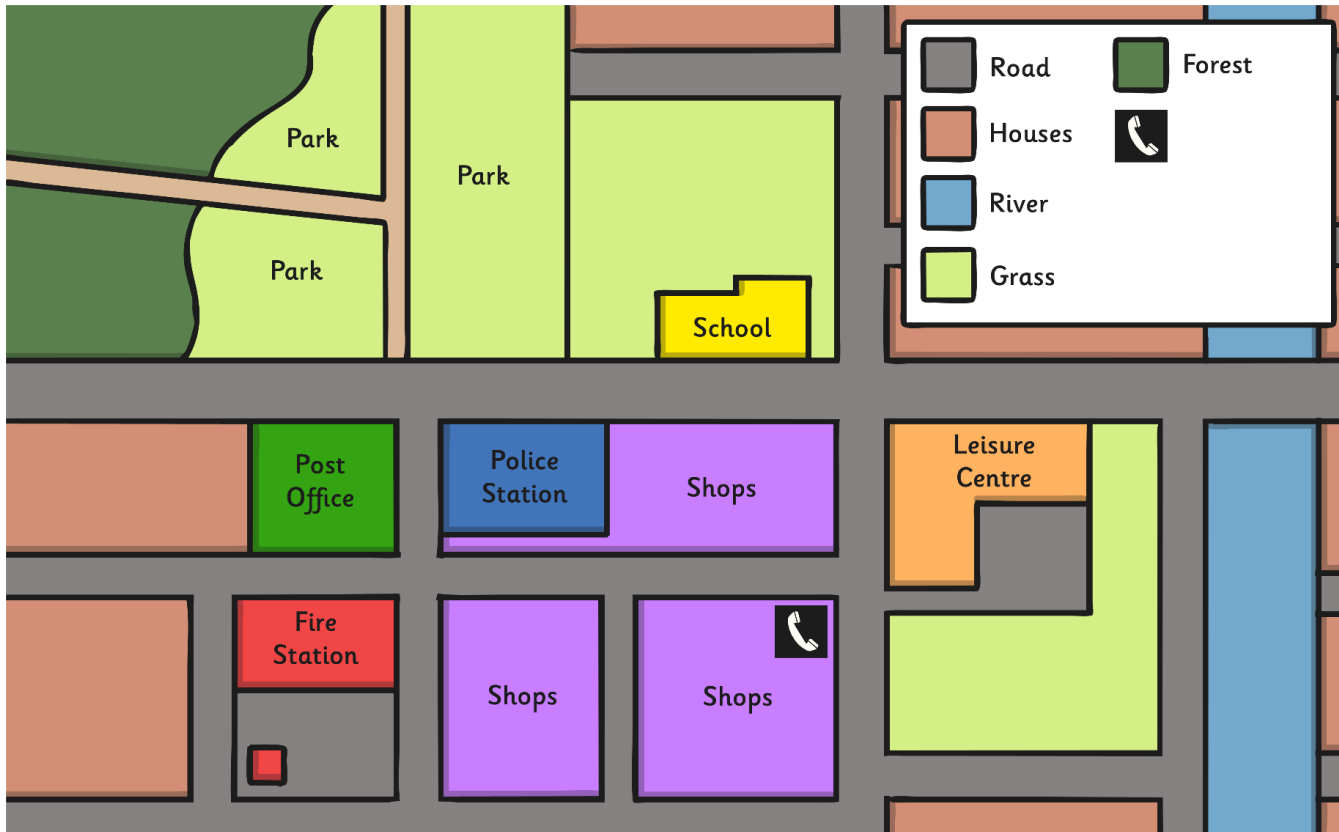 Road
Forest
Houses
River
Grass
Park
Park
Park
School
Post
Office
Police
Station
Shops
Leisure
Centre
Fire
Station
Shops
Shops